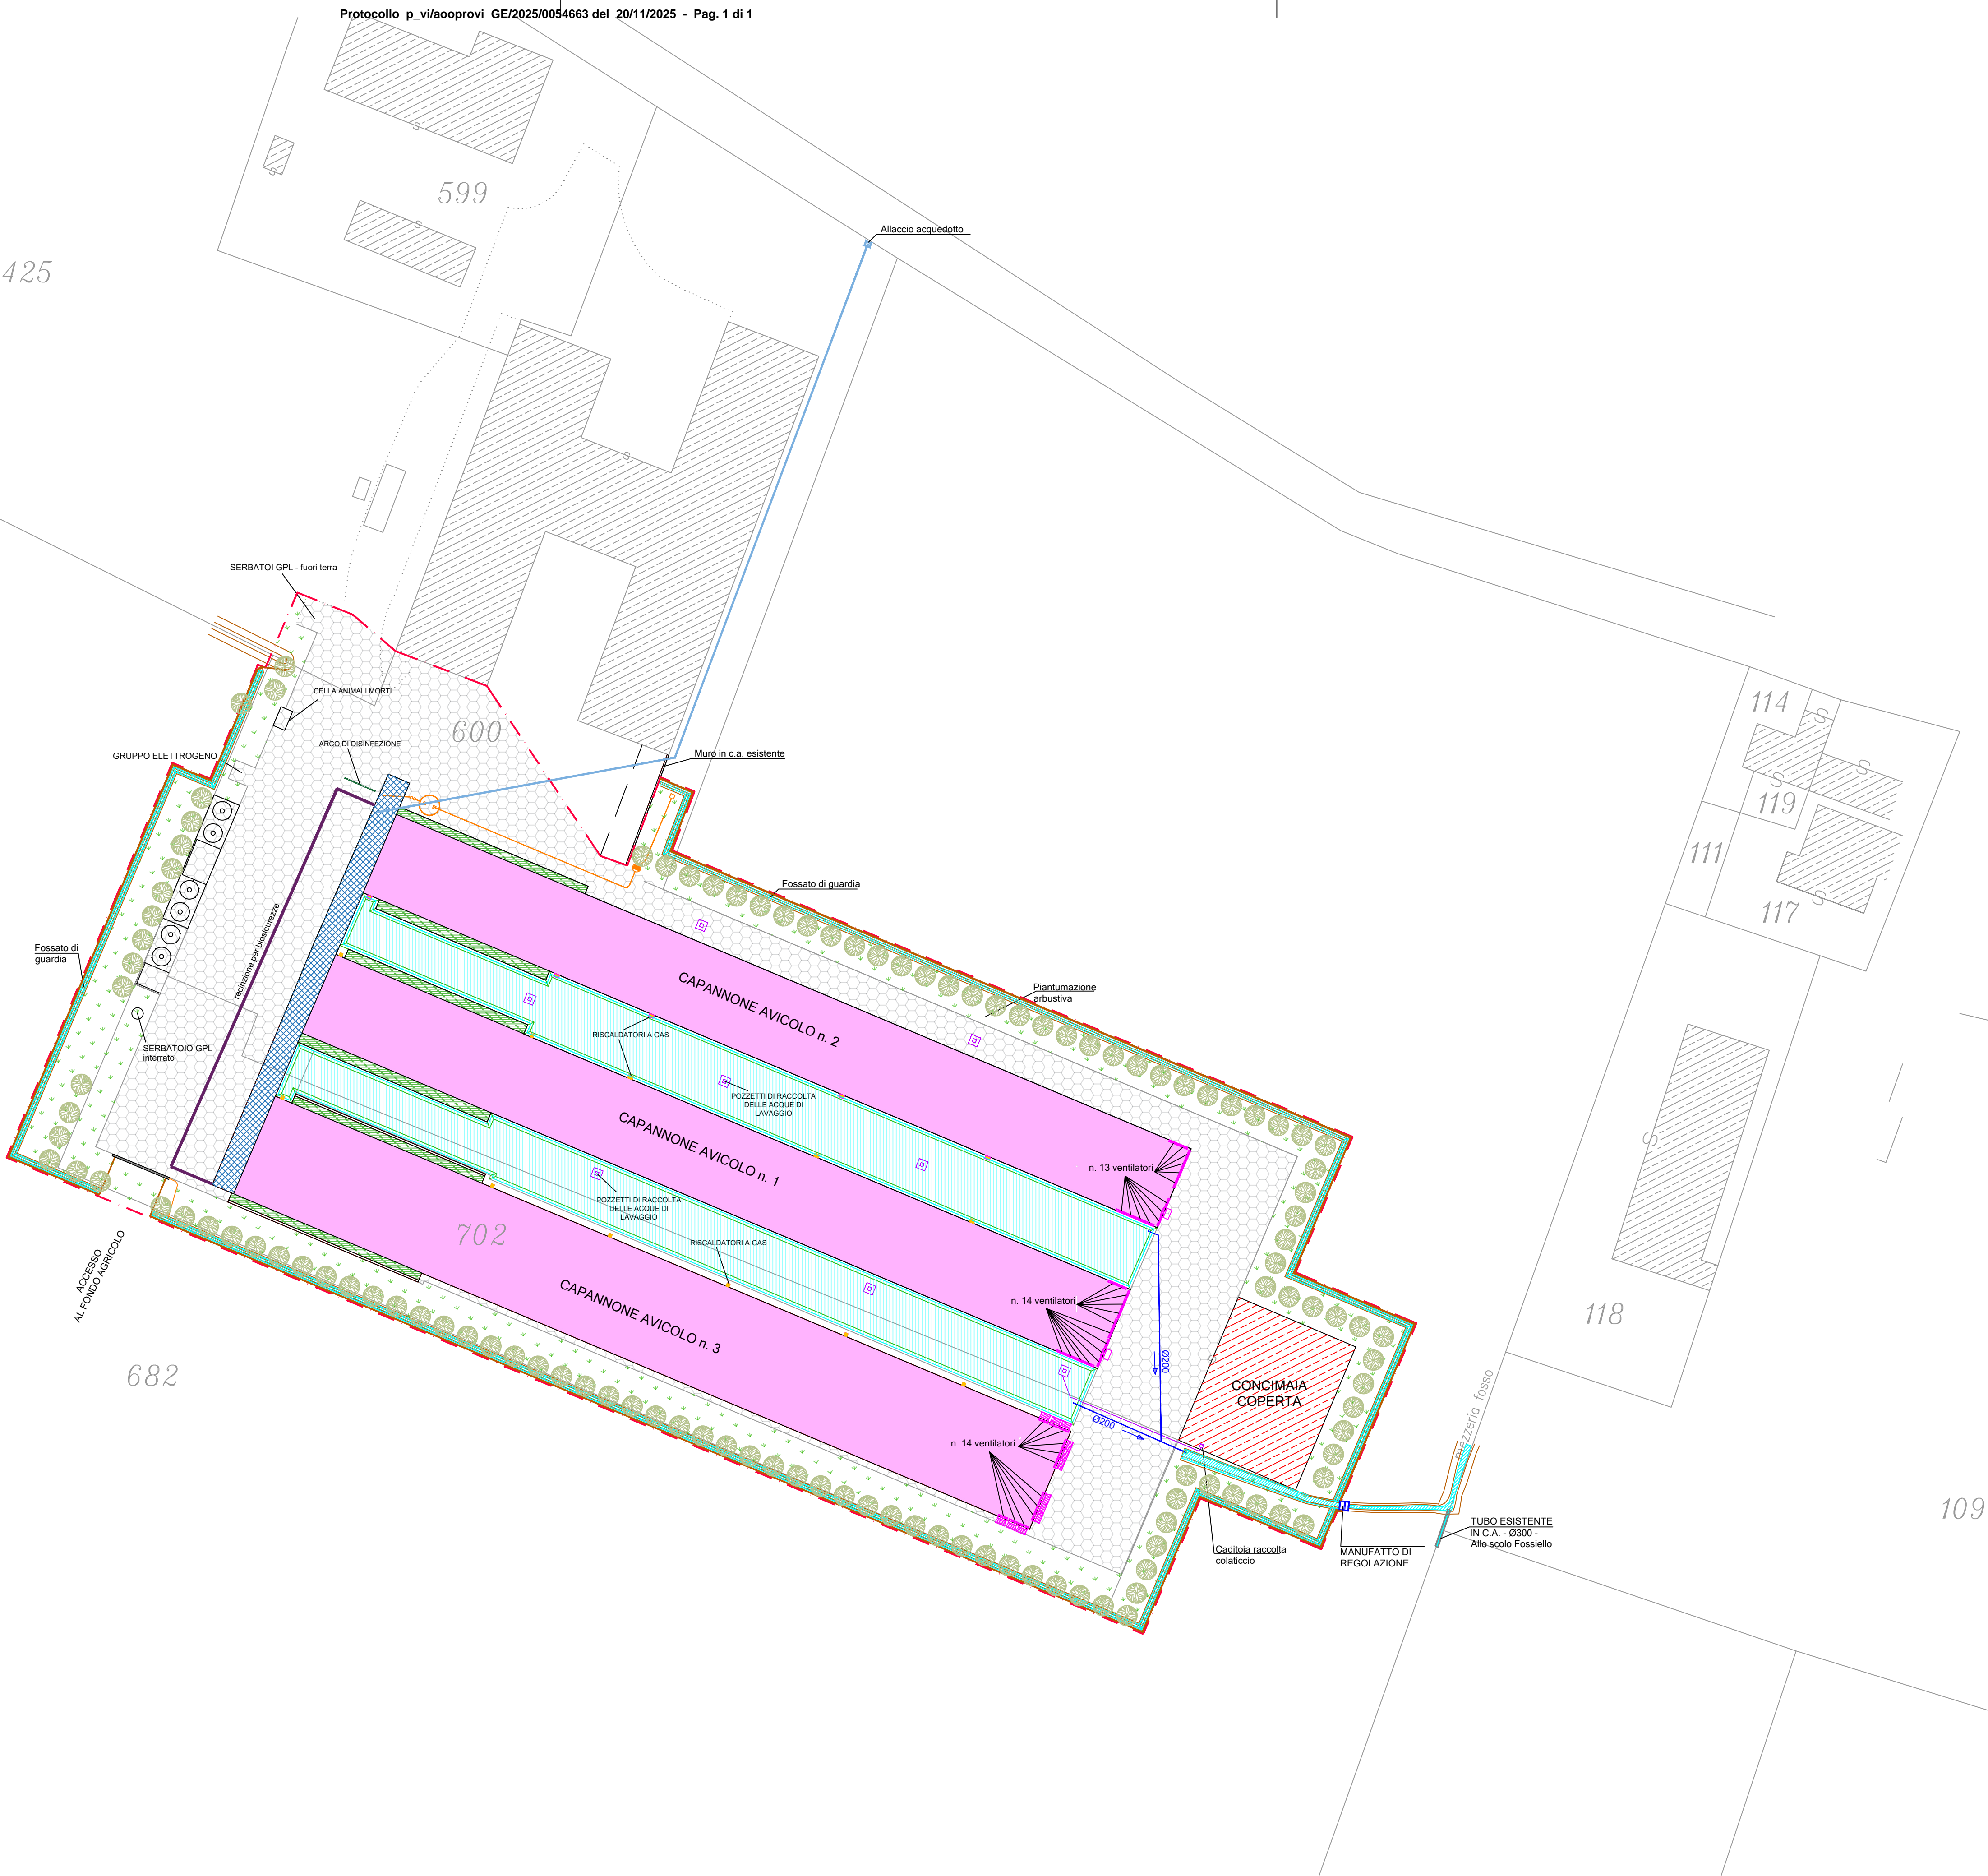 Protocollo p_vi/aooprovi GE/2025/0054663 del 20/11/2025 - Pag. 1 di 1
599
425
Allaccio acquedotto
SERBATOI GPL - fuori terra
CELLA ANIMALI MORTI
600
ARCO DI DISINFEZIONE
GRUPPO ELETTROGENO
Muro in c.a. esistente
114
119
111
117
Fossato di guardia
Fossato di
guardia
recinzione per biosicurezze
CAPANNONE AVICOLO n. 2
Piantumazione
arbustiva
RISCALDATORI A GAS
SERBATOIO GPL
interrato
POZZETTI DI RACCOLTA
DELLE ACQUE DI
LAVAGGIO
CAPANNONE AVICOLO n. 1
n. 13 ventilatori
POZZETTI DI RACCOLTA
DELLE ACQUE DI
LAVAGGIO
702
RISCALDATORI A GAS
ACCESSO
AL FONDO AGRICOLO
CAPANNONE AVICOLO n. 3
n. 14 ventilatori
118
682
Ø200
CONCIMAIA
COPERTA
Ø200
n. 14 ventilatori
mezzeria fosso
109
TUBO ESISTENTE
IN C.A. - Ø300 -
Allo scolo Fossiello
Caditoia raccolta
colaticcio
MANUFATTO DI
REGOLAZIONE
S
S
S
S
S
S
S
S
S
S